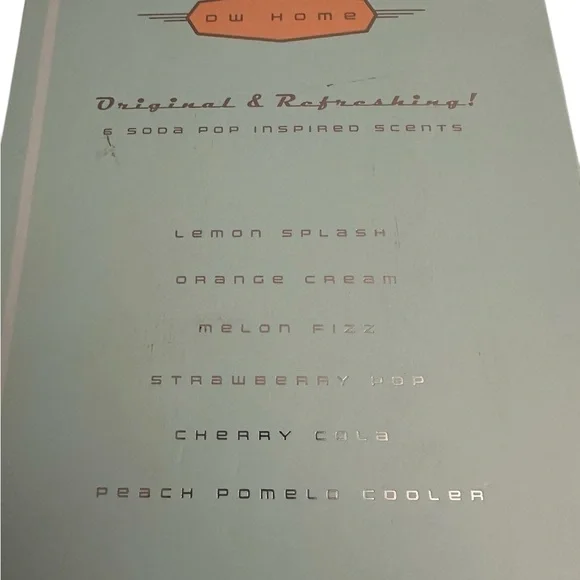 DW HOME
Original & Refreshing!
6 SODA POP INSPIRED SCENTS
LEMON SPLASH
ORANGE CREAM
MELON FIZZ
STRAWBERRY POP
CHERRY COLA
PEACH POMELO COOLER